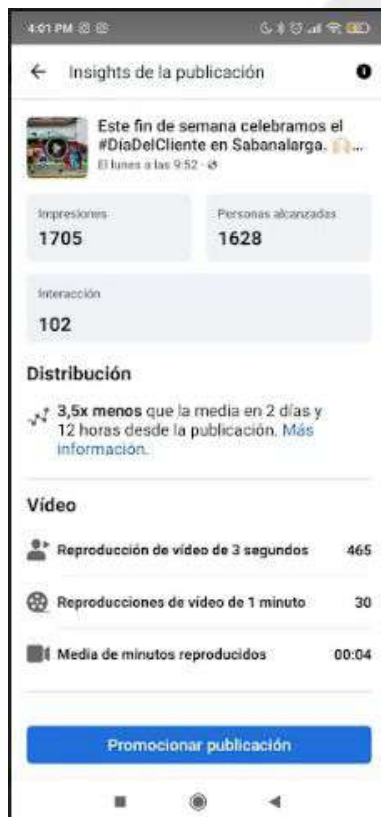 4:01 PM
Insights de la publicación
Este fin de semana celebramos el
#DíaDelCliente en Sabanalarga. 🙌🏻...
El lunes a las 9:52 ·
Impresiones
1705
Personas alcanzadas
1628
Interacción
102
Distribución
3,5x menos que la media en 2 días y
12 horas desde la publicación. Más
información.
Vídeo
Reproducción de vídeo de 3 segundos 465
Reproducciones de vídeo de 1 minuto 30
Media de minutos reproducidos 00:04
Promocionar publicación